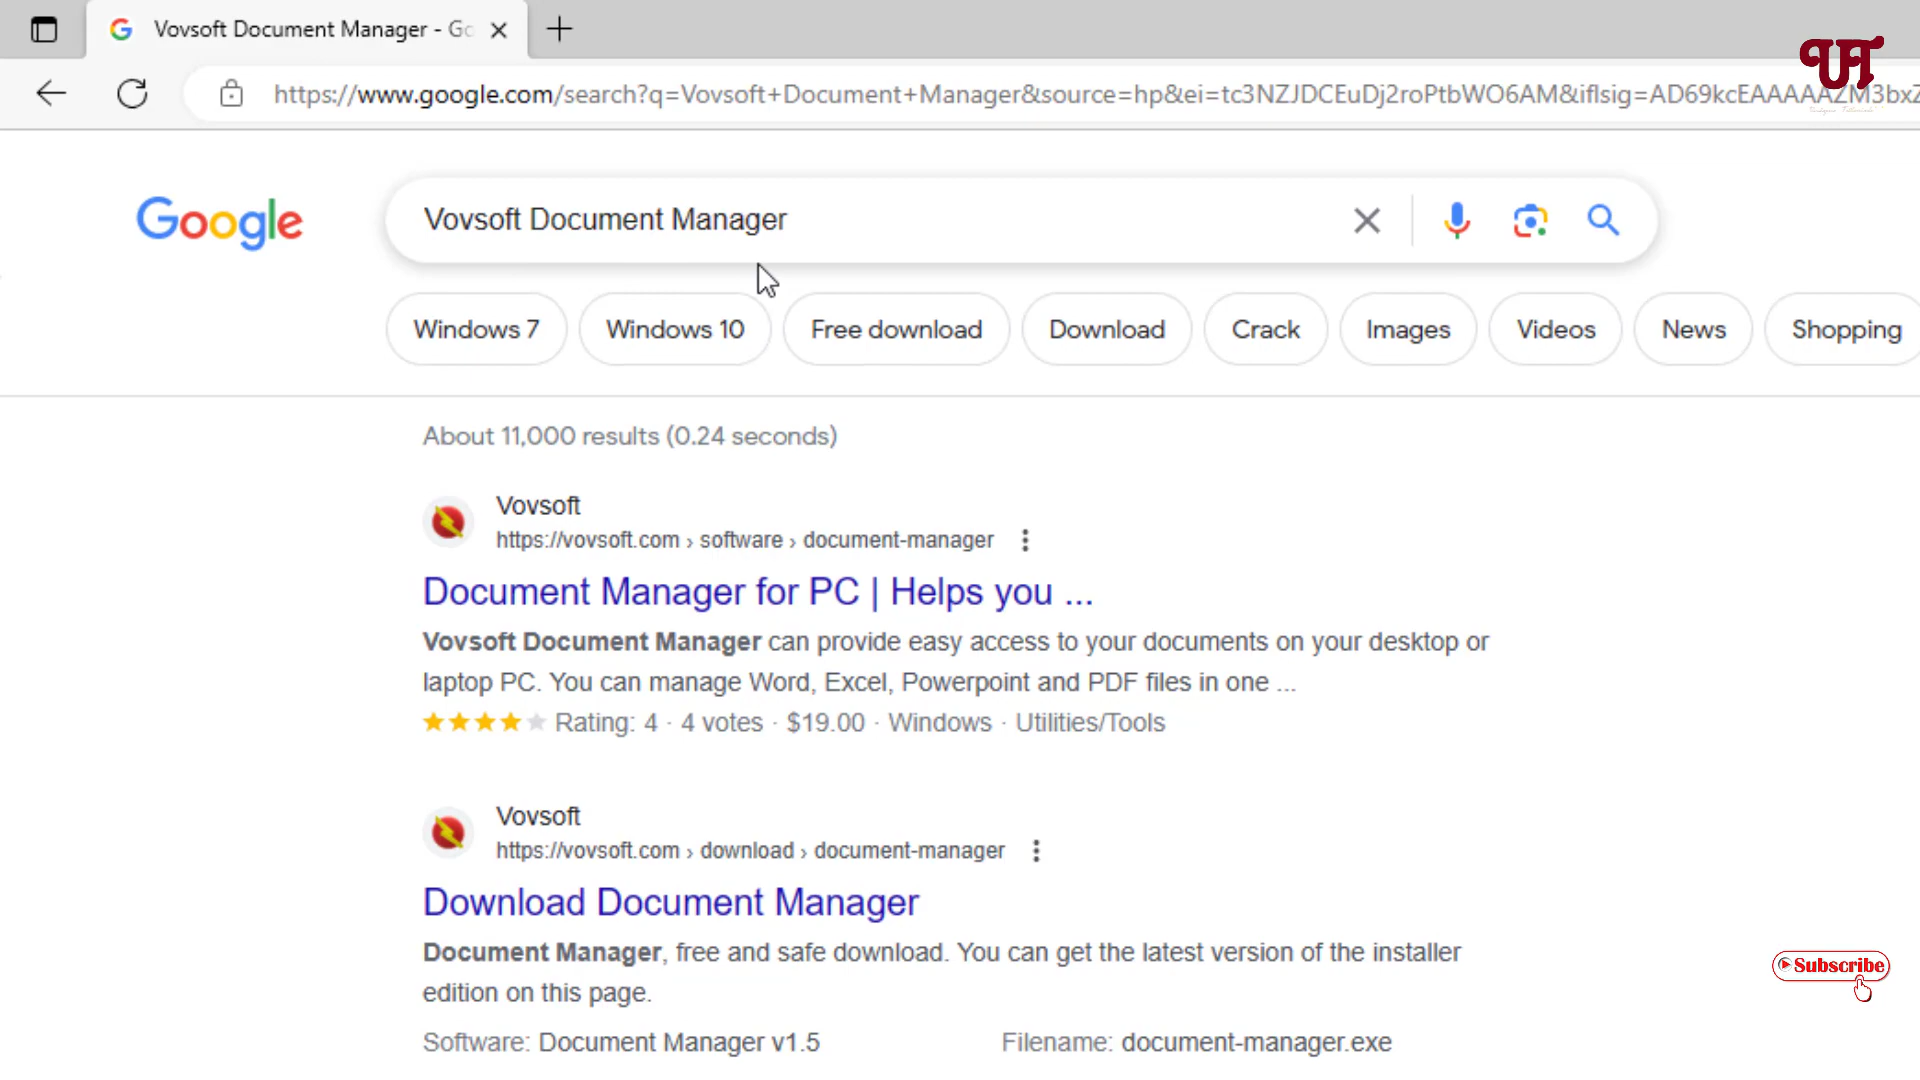 Vovsoft Document Manager - Go
https://www.google.com/search?q=Vovsoft+Document+Manager&source=hp&ei=tc3NZJDCEuDj2roPtbWO6AM&iflsig=AD69kcEAAAAAZM3bxZ
UT
Google
Vovsoft Document Manager
Windows 7
Windows 10
Free download
Download
Crack
Images
Videos
News
Shopping
About 11,000 results (0.24 seconds)
Vovsoft
https://vovsoft.com › software › document-manager
Document Manager for PC | Helps you ...
Vovsoft Document Manager can provide easy access to your documents on your desktop or
laptop PC. You can manage Word, Excel, Powerpoint and PDF files in one ...
Rating: 4 · 4 votes · $19.00 · Windows · Utilities/Tools
Vovsoft
https://vovsoft.com › download › document-manager
Download Document Manager
Document Manager, free and safe download. You can get the latest version of the installer
edition on this page.
Software: Document Manager v1.5
Filename: document-manager.exe
Subscribe